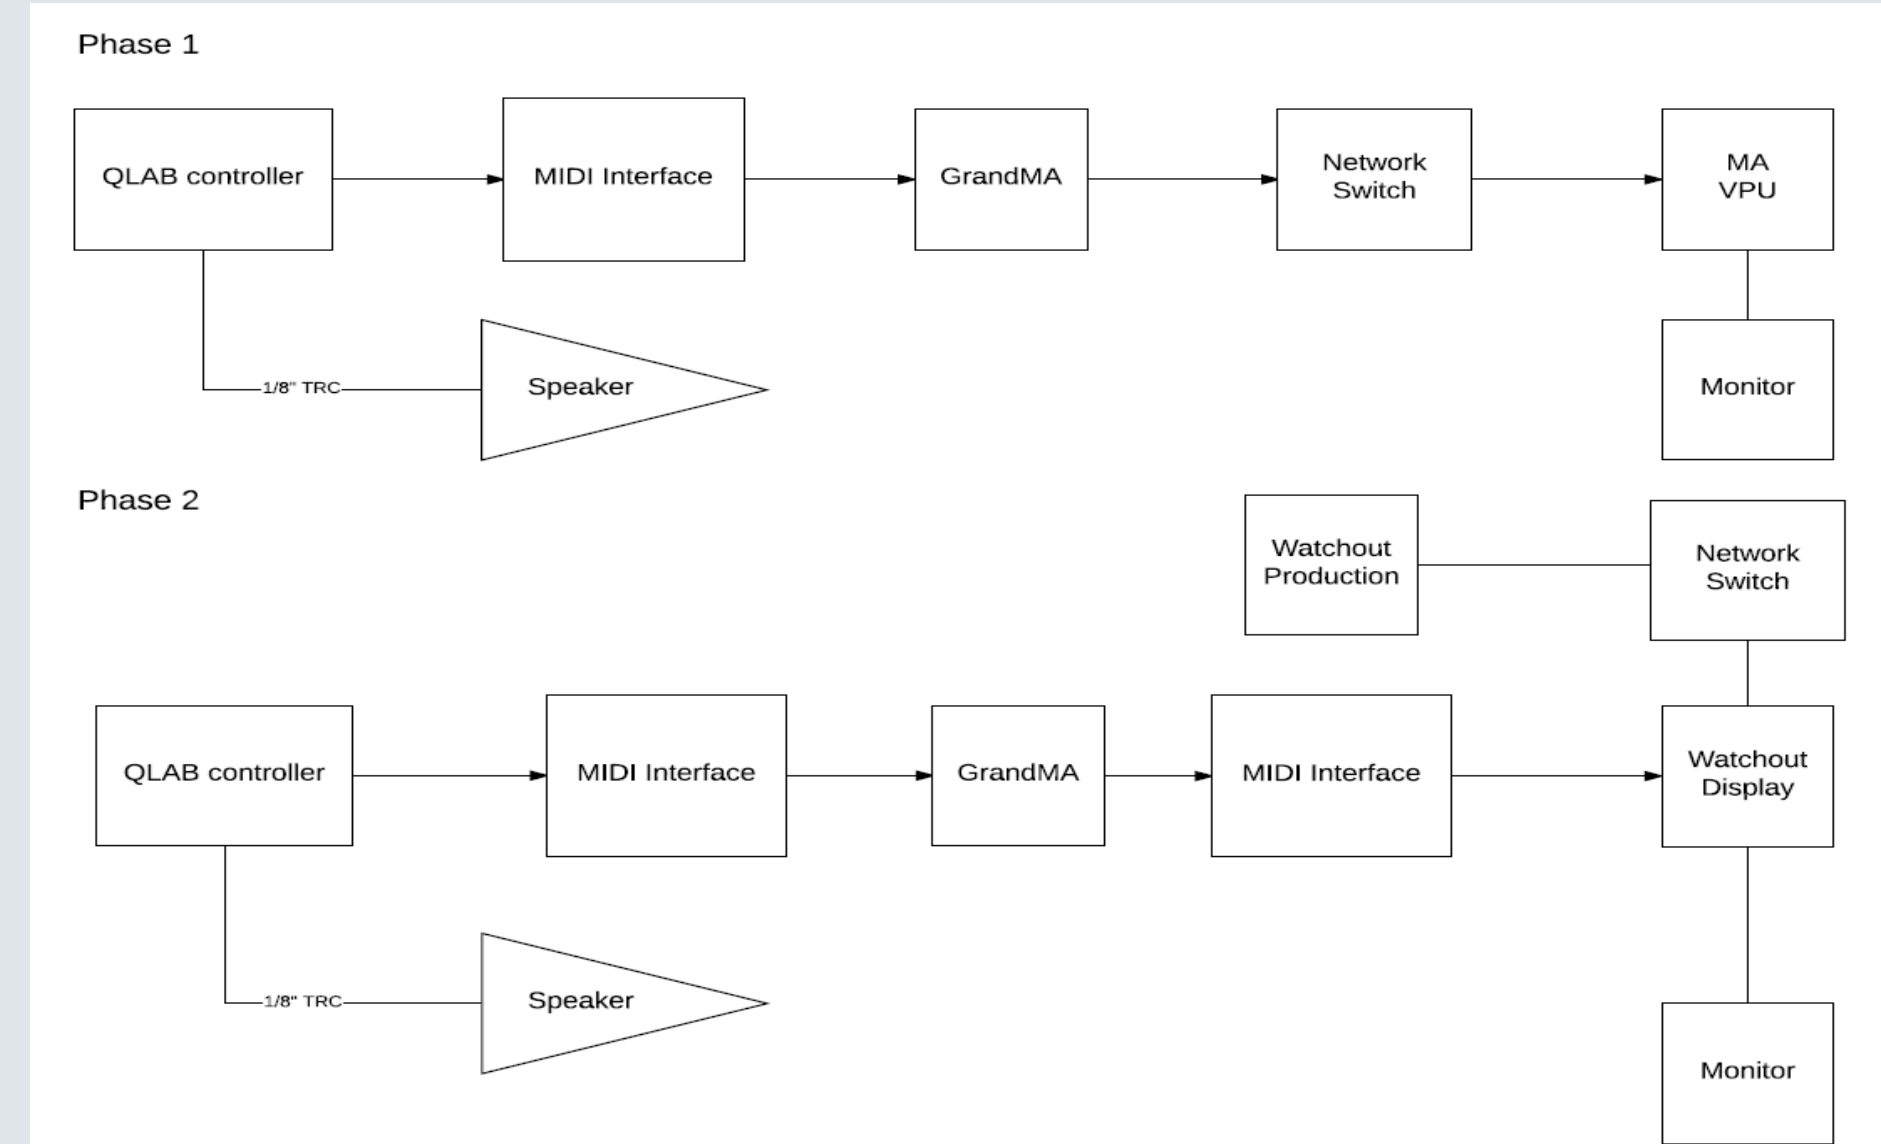 Phase 1
QLAB controller
MIDI Interface
GrandMA
Network
Switch
MA
VPU
1/8" TRC
Speaker
Monitor
Phase 2
Watchout
Production
Network
Switch
QLAB controller
MIDI Interface
GrandMA
MIDI Interface
Watchout
Display
1/8" TRC
Speaker
Monitor